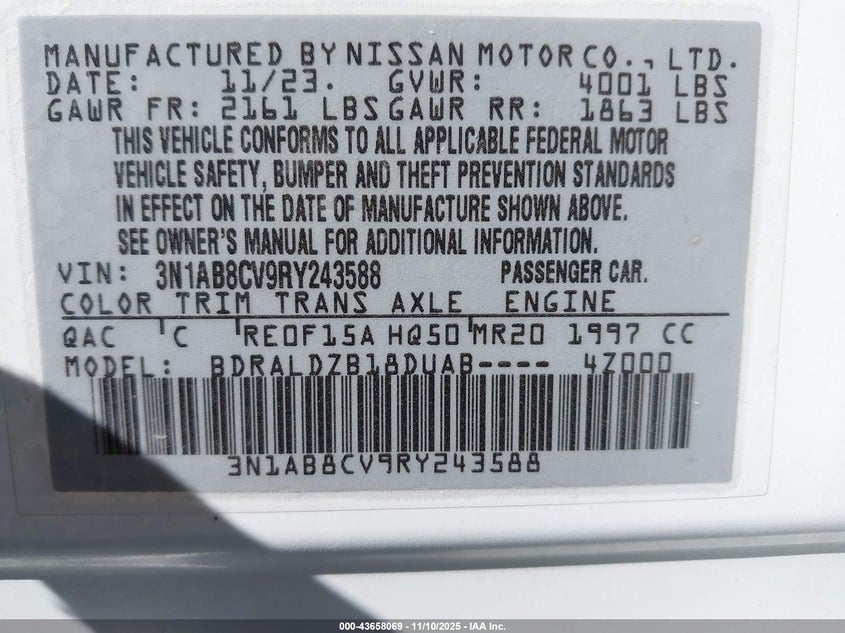 MANUFACTURED BY NISSAN MOTOR CO., LTD.
DATE: 11/23. GVWR: 4001 LBS
GAWR FR: 2161 LBS GAWR RR: 1863 LBS
THIS VEHICLE CONFORMS TO ALL APPLICABLE FEDERAL MOTOR
VEHICLE SAFETY, BUMPER AND THEFT PREVENTION STANDARDS
IN EFFECT ON THE DATE OF MANUFACTURE SHOWN ABOVE.
SEE OWNER'S MANUAL FOR ADDITIONAL INFORMATION.
VIN: 3N1AB8CV9RY243588 PASSENGER CAR.
COLOR TRIM TRANS AXLE ENGINE
QAC C RE0F15A HQ50 MR20 1997 CC
MODEL: BDRALDZB18DUAB---- 4Z000
3N1AB8CV9RY243588
000-43658069 — 11/10/2025 — IAA Inc.